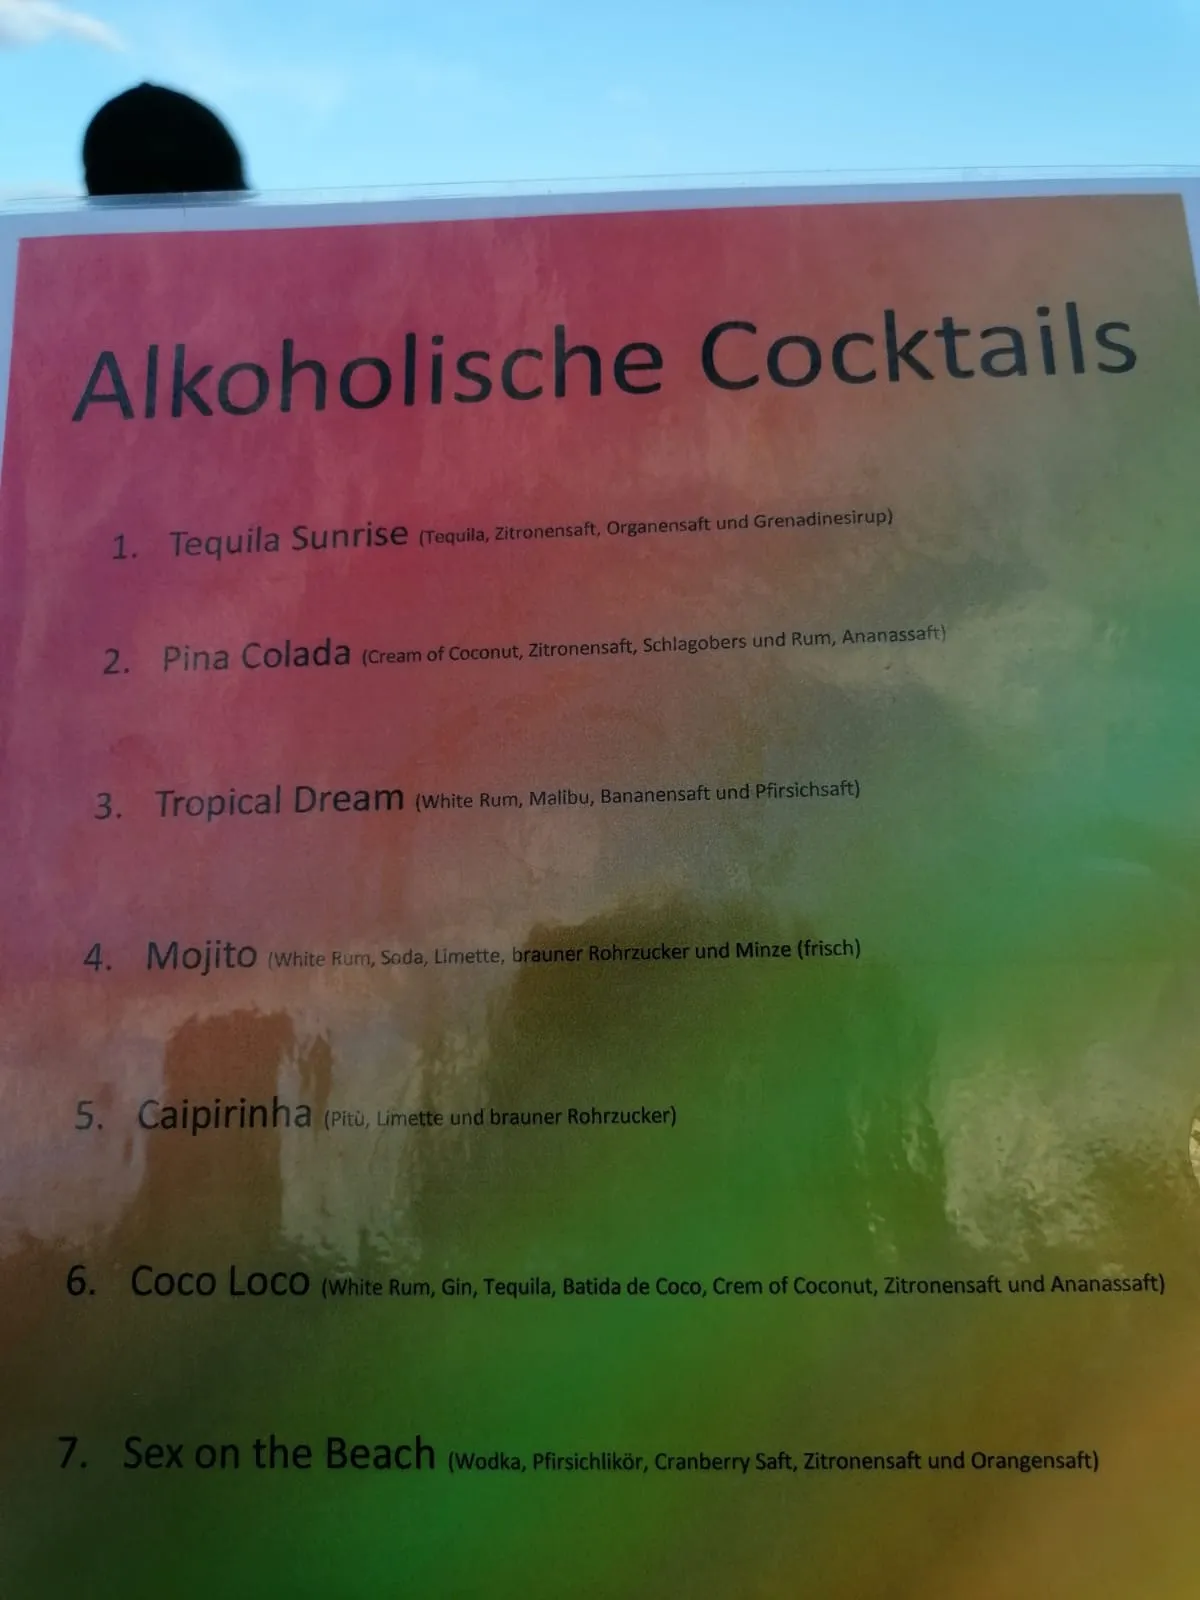 Alkoholische Cocktails
1. Tequila Sunrise (Tequila, Zitronensaft, Organensaft und Grenadinesirup)
2. Pina Colada (Cream of Coconut, Zitronensaft, Schlagobers und Rum, Ananassaft)
3. Tropical Dream (White Rum, Malibu, Bananensaft und Pfirsichsaft)
4. Mojito (White Rum, Soda, Limette, brauner Rohrzucker und Minze (frisch)
5. Caipirinha (Pitù, Limette und brauner Rohrzucker)
6. Coco Loco (White Rum, Gin, Tequila, Batida de Coco, Crem of Coconut, Zitronensaft und Ananassaft)
7. Sex on the Beach (Wodka, Pfirsichlikör, Cranberry Saft, Zitronensaft und Orangensaft)